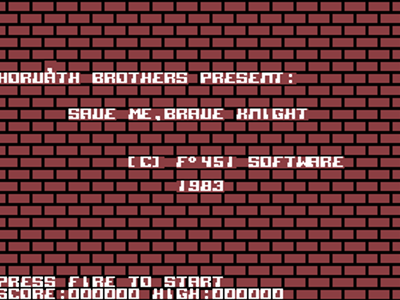 HORVÁTH BROTHERS PRESENT:
SAVE ME,BRAVE KNIGHT
(C) F°451 SOFTWARE
1983
PRESS FIRE TO START
SCORE:000000 HIGH:000000